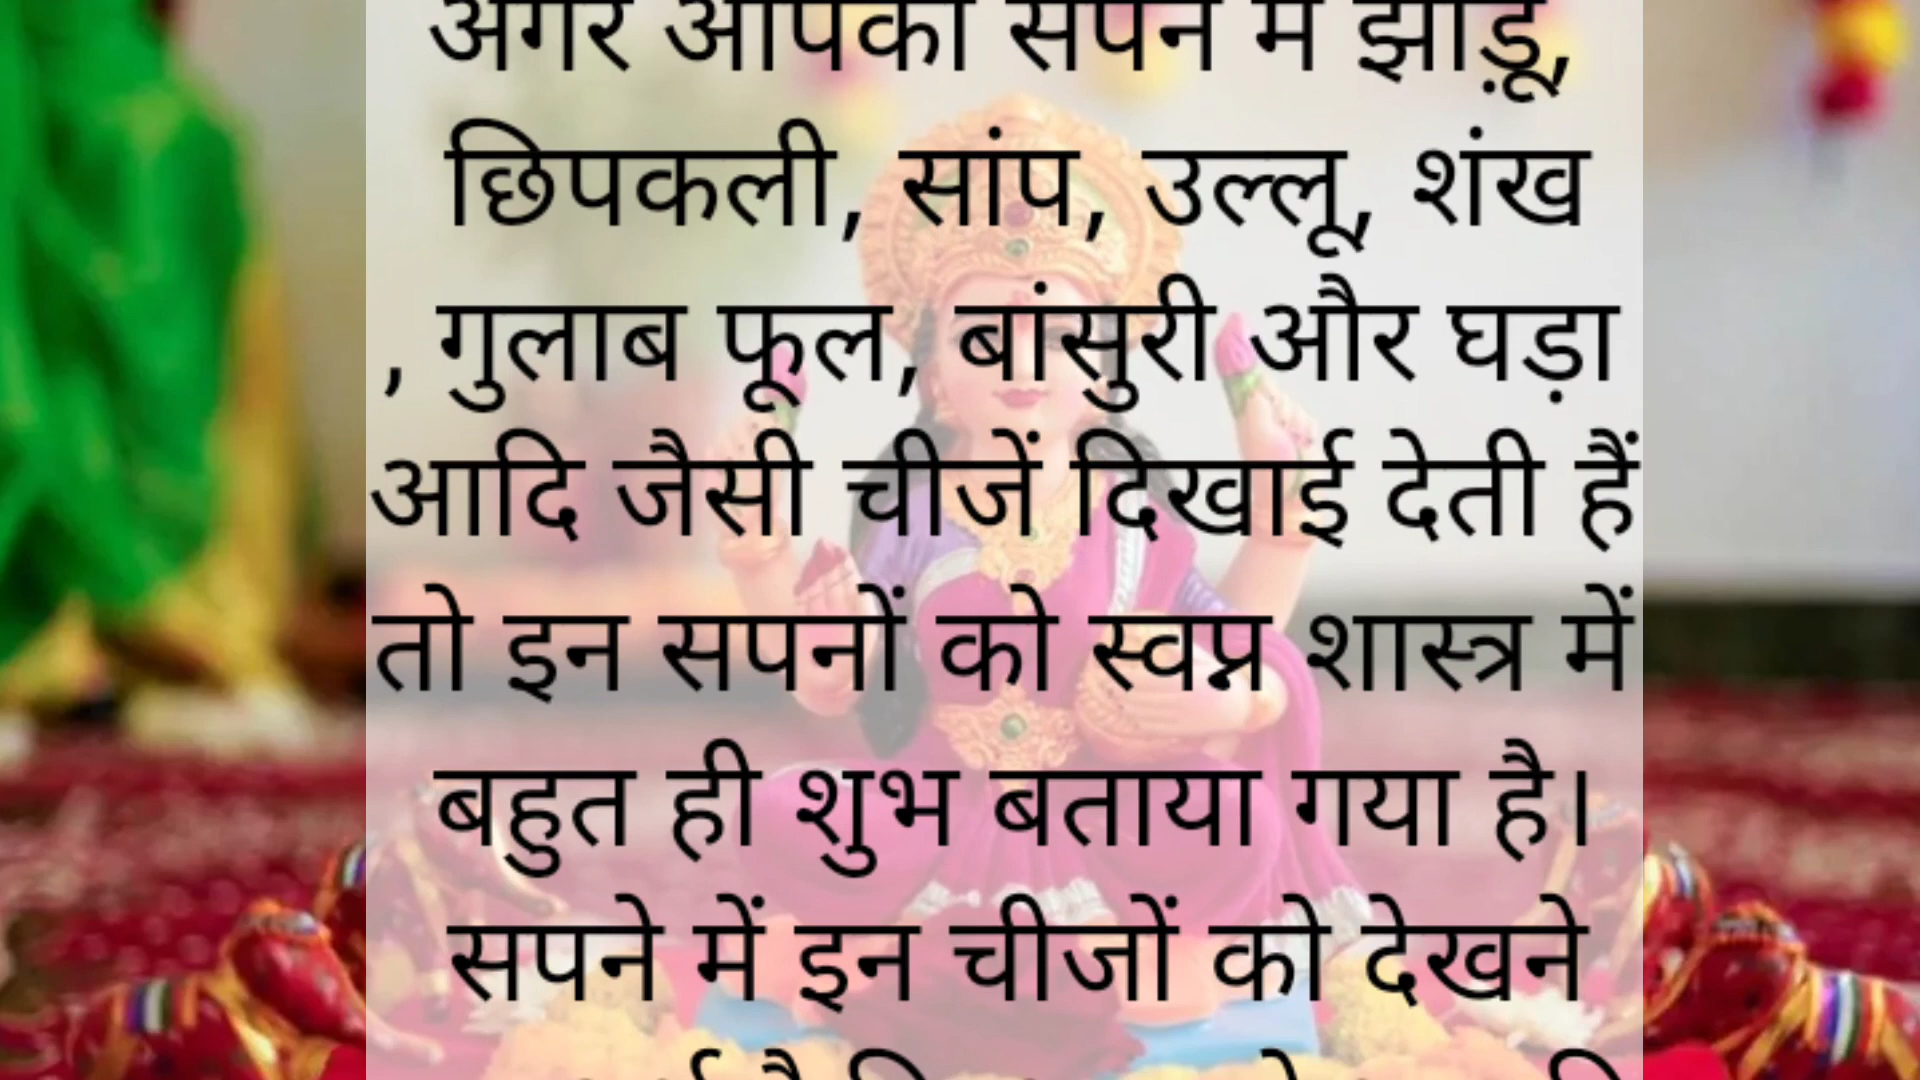 अगर आपको सपने में झाड़ू,
छिपकली, सांप, उल्लू, शंख
, गुलाब फूल, बांसुरी और घड़ा
आदि जैसी चीजें दिखाई देती हैं
तो इन सपनों को स्वप्न शास्त्र में
बहुत ही शुभ बताया गया है।
सपने में इन चीजों को देखने